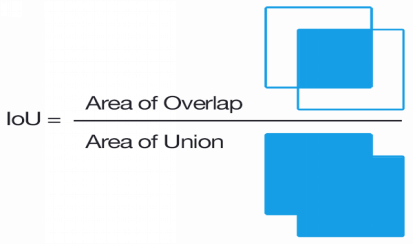 Area of Overlap
IoU =
Area of Union